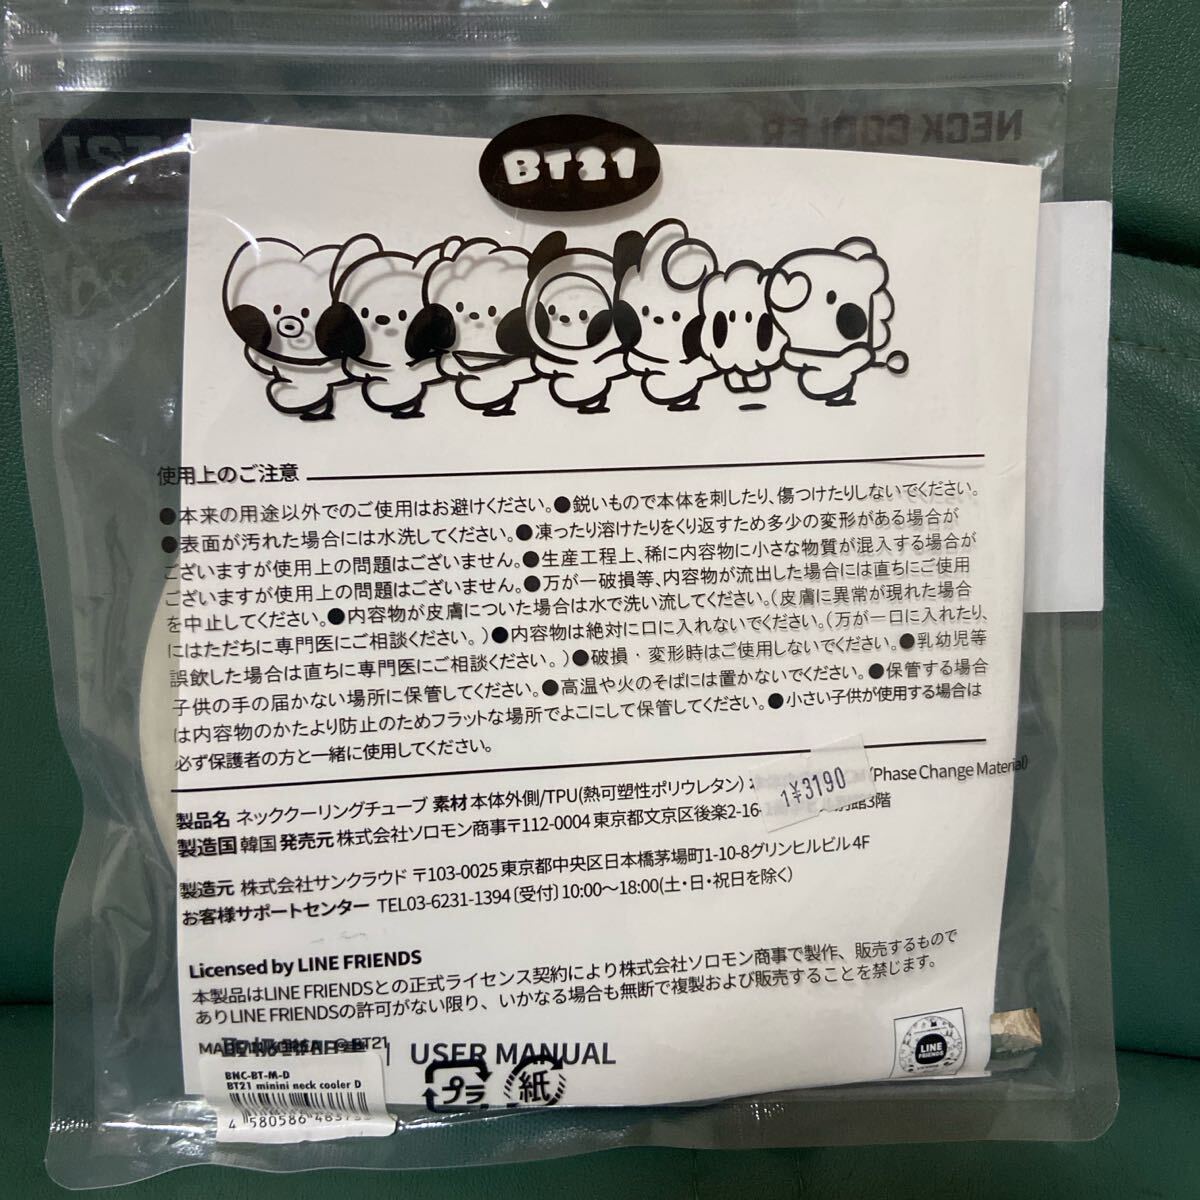 NECK COOLER
BT21
使用上のご注意
●本来の用途以外でのご使用はお避けください。●鋭いもので本体を刺したり、傷つけたりしないでください。
●表面が汚れた場合には水洗してください。●凍ったり溶けたりをくり返すため多少の変形がある場合が
ございますが使用上の問題はございません。●生産工程上、稀に内容物に小さな物質が混入する場合が
ございますが使用上の問題はございません。●万が一破損等、内容物が流出した場合には直ちにご使用
を中止してください。●内容物が皮膚についた場合は水で洗い流してください。(皮膚に異常が現れた場合
にはただちに専門医にご相談ください。)●内容物は絶対に口に入れないでください。(万が一口に入れたり、
誤飲した場合は直ちに専門医にご相談ください。)●破損・変形時はご使用しないでください。●乳幼児等
子供の手の届かない場所に保管してください。●高温や火のそばには置かないでください。●保管する場合
は内容物のかたより防止のためフラットな場所でよこにして保管してください。●小さい子供が使用する場合は
必ず保護者の方と一緒に使用してください。
製品名 ネッククーリングチューブ 素材 本体外側/TPU(熱可塑性ポリウレタン) (Phase Change Material)
1¥3190
製造国 韓国 発売元 株式会社ソロモン商事〒112-0004 東京都文京区後楽2-16- 3階
製造元 株式会社サンクラウド 〒103-0025 東京都中央区日本橋茅場町1-10-8グリンヒルビル4F
お客様サポートセンター TEL03-6231-1394〔受付〕10:00〜18:00(土・日・祝日を除く)
Licensed by LINE FRIENDS
本製品はLINE FRIENDSとの正式ライセンス契約により株式会社ソロモン商事で製作、販売するもので
ありLINE FRIENDSの許可がない限り、いかなる場合も無断で複製および販売することを禁じます。
BT21
USER MANUAL
BNC-BT-M-D
BT21 minini neck cooler D
4 580586
プラ
紙
LINE FRIENDS